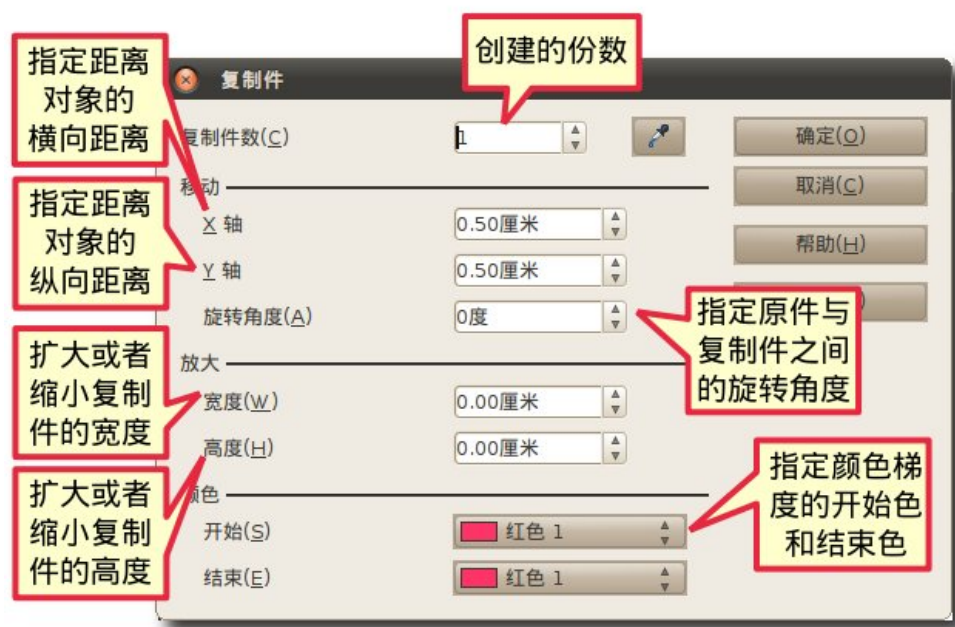 创建的份数
指定距离
对象的
横向距离
复制件
复制件数(C)
1
确定(O)
移动
取消(C)
指定距离
对象的
纵向距离
X 轴
0.50厘米
帮助(H)
Y 轴
0.50厘米
旋转角度(A)
0度
指定原件与
复制件之间
的旋转角度
放大
扩大或者
缩小复制
件的宽度
宽度(W)
0.00厘米
高度(H)
0.00厘米
指定颜色梯
度的开始色
和结束色
扩大或者
缩小复制
件的高度
颜色
开始(S)
红色 1
结束(E)
红色 1